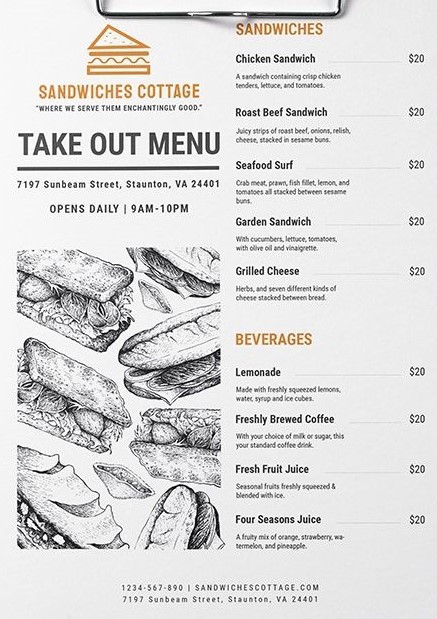 SANDWICHES COTTAGE
"WHERE WE SERVE THEM ENCHANTINGLY GOOD."
TAKE OUT MENU
7197 Sunbeam Street, Staunton, VA 24401
OPENS DAILY | 9AM-10PM
SANDWICHES
Chicken Sandwich $20
A sandwich containing crisp chicken
tenders, lettuce, and tomatoes.
Roast Beef Sandwich $20
Juicy strips of roast beef, onions, relish,
cheese, stacked in sesame buns.
Seafood Surf $20
Crab meat, prawn, fish fillet, lemon, and
tomatoes all stacked between sesame
buns.
Garden Sandwich $20
With cucumbers, lettuce, tomatoes,
with olive oil and vinaigrette.
Grilled Cheese $20
Herbs, and seven different kinds of
cheese stacked between bread.
BEVERAGES
Lemonade $20
Made with freshly squeezed lemons,
water, syrup and ice cubes.
Freshly Brewed Coffee $20
With your choice of milk or sugar, this
your standard coffee drink.
Fresh Fruit Juice $20
Seasonal fruits freshly squeezed &
blended with ice.
Four Seasons Juice $20
A fruity mix of orange, strawberry, wa-
termelon, and pineapple.
1234-567-890 | SANDWICHESCOTTAGE.COM
7197 Sunbeam Street, Staunton, VA 24401